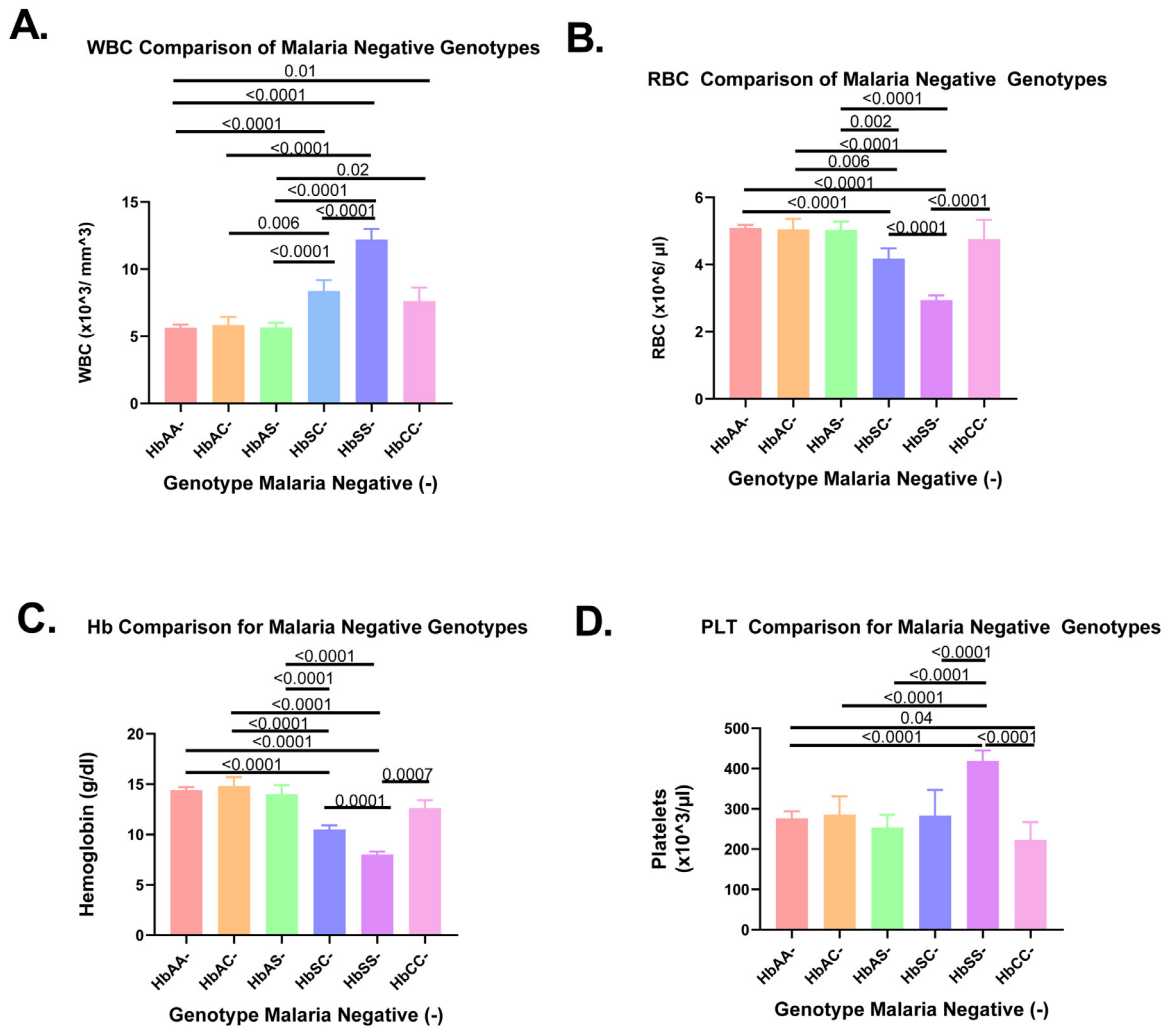 A.
WBC Comparison of Malaria Negative Genotypes
0.01
<0.0001
<0.0001
<0.0001
0.02
<0.0001
<0.0001
0.006
<0.0001
15
10
5
0
WBC (x10^3/ mm^3)
HbAA-
HbAC-
HbAS-
HbSC-
HbSS-
HbCC-
Genotype Malaria Negative (-)
B.
RBC Comparison of Malaria Negative Genotypes
<0.0001
0.002
<0.0001
0.006
<0.0001
<0.0001
<0.0001
<0.0001
6
4
2
0
RBC (x10^6/ µl)
HbAA-
HbAC-
HbAS-
HbSC-
HbSS-
HbCC-
Genotype Malaria Negative (-)
C.
Hb Comparison for Malaria Negative Genotypes
<0.0001
<0.0001
<0.0001
<0.0001
<0.0001
<0.0001
0.0007
0.0001
20
15
10
5
0
Hemoglobin (g/dl)
HbAA-
HbAC-
HbAS-
HbSC-
HbSS-
HbCC-
Genotype Malaria Negative (-)
D.
PLT Comparison for Malaria Negative Genotypes
<0.0001
<0.0001
<0.0001
0.04
<0.0001
<0.0001
500
400
300
200
100
0
Platelets
(x10^3/µl)
HbAA-
HbAC-
HbAS-
HbSC-
HbSS-
HbCC-
Genotype Malaria Negative (-)